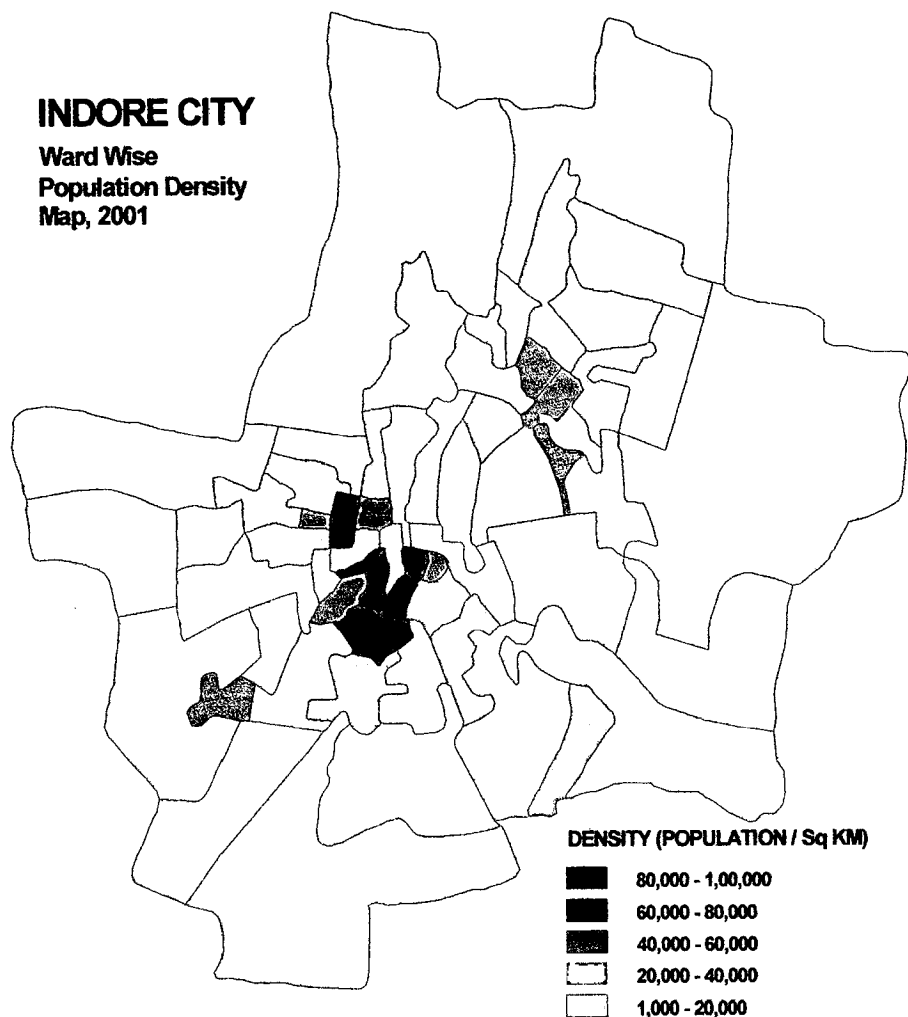 INDORE CITY
Ward Wise
Population Density
Map, 2001
DENSITY (POPULATION / Sq KM)
80,000 - 1,00,000
60,000 - 80,000
40,000 - 60,000
20,000 - 40,000
1,000 - 20,000